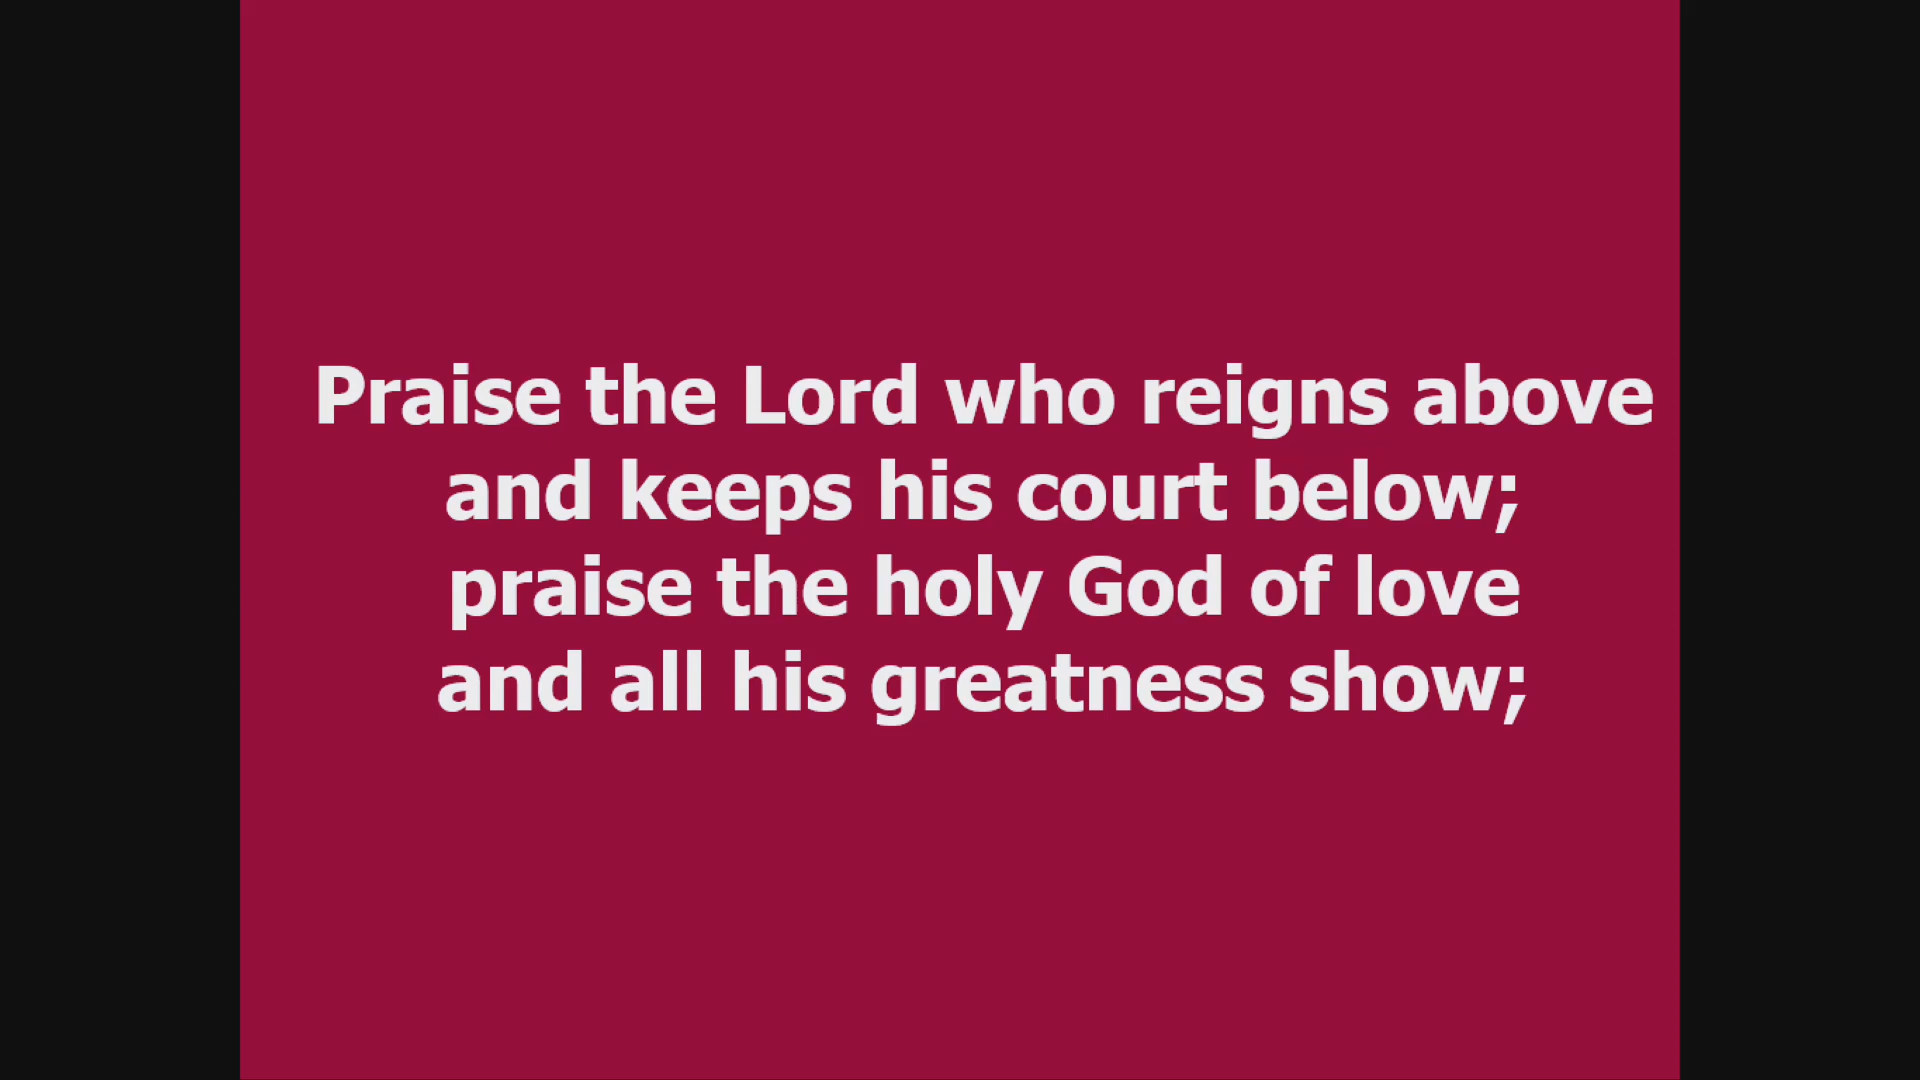 Praise the Lord who reigns above
and keeps his court below;
praise the holy God of love
and all his greatness show;